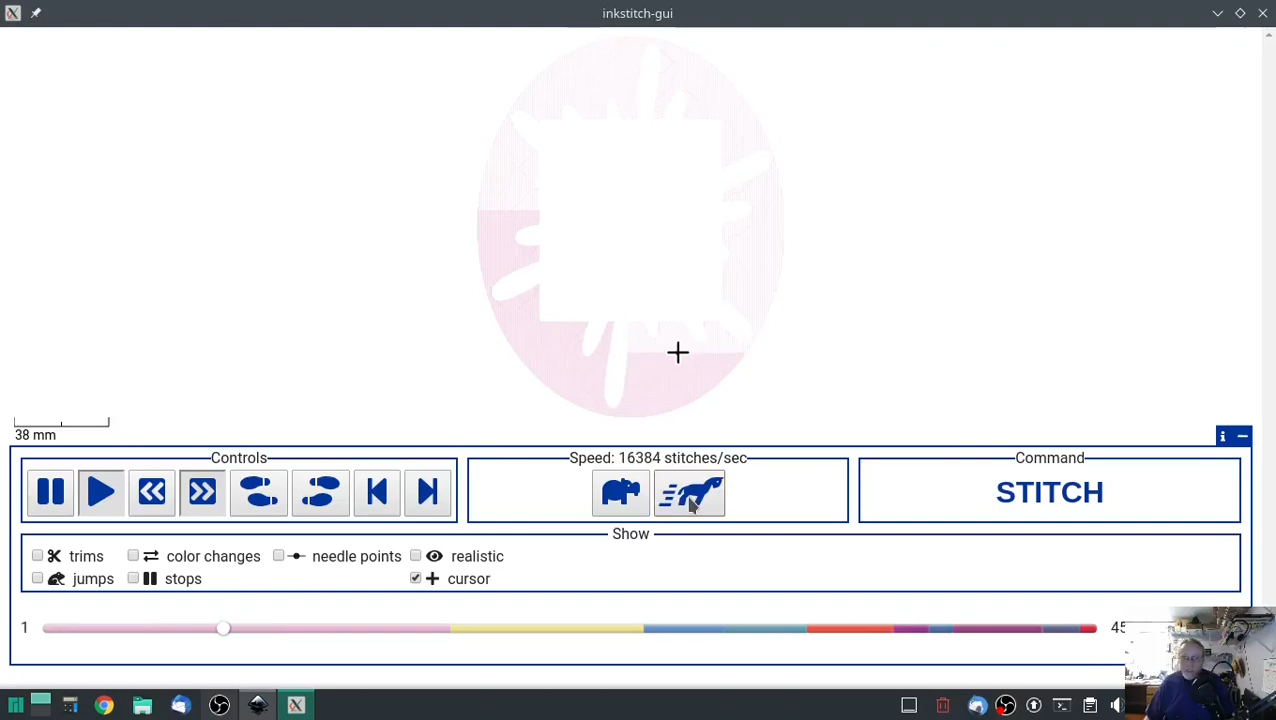 inkstitch-gui
38 mm
Controls
Speed: 16384 stitches/sec
Command
STITCH
Show
trims
color changes
needle points
realistic
jumps
stops
cursor
1
45